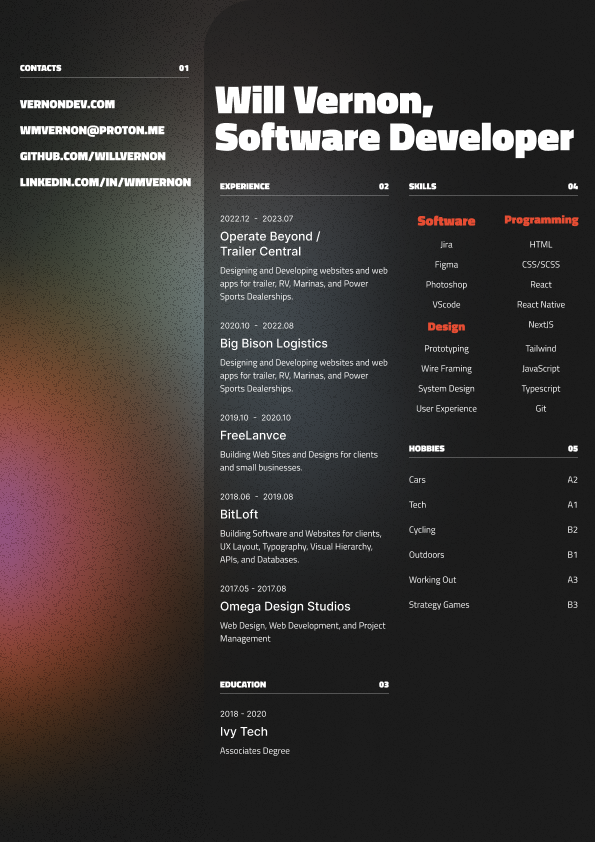 CONTACTS 01
VERNONDEV.COM
WMVERNON@PROTON.ME
GITHUB.COM/WILLVERNON
LINKEDIN.COM/IN/WMVERNON
Will Vernon,
Software Developer
EXPERIENCE 02
2022.12 - 2023.07
Operate Beyond /
Trailer Central
Designing and Developing websites and web
apps for trailer, RV, Marinas, and Power
Sports Dealerships.
2020.10 - 2022.08
Big Bison Logistics
Designing and Developing websites and web
apps for trailer, RV, Marinas, and Power
Sports Dealerships.
2019.10 - 2020.10
FreeLanvce
Building Web Sites and Designs for clients
and small businesses.
2018.06 - 2019.08
BitLoft
Building Software and Websites for clients,
UX Layout, Typography, Visual Hierarchy,
APIs, and Databases.
2017.05 - 2017.08
Omega Design Studios
Web Design, Web Development, and Project
Management
EDUCATION 03
2018 - 2020
Ivy Tech
Associates Degree
SKILLS 04
Software
Jira
Figma
Photoshop
VScode
Design
Prototyping
Wire Framing
System Design
User Experience
Programming
HTML
CSS/SCSS
React
React Native
NextJS
Tailwind
JavaScript
Typescript
Git
HOBBIES 05
Cars A2
Tech A1
Cycling B2
Outdoors B1
Working Out A3
Strategy Games B3